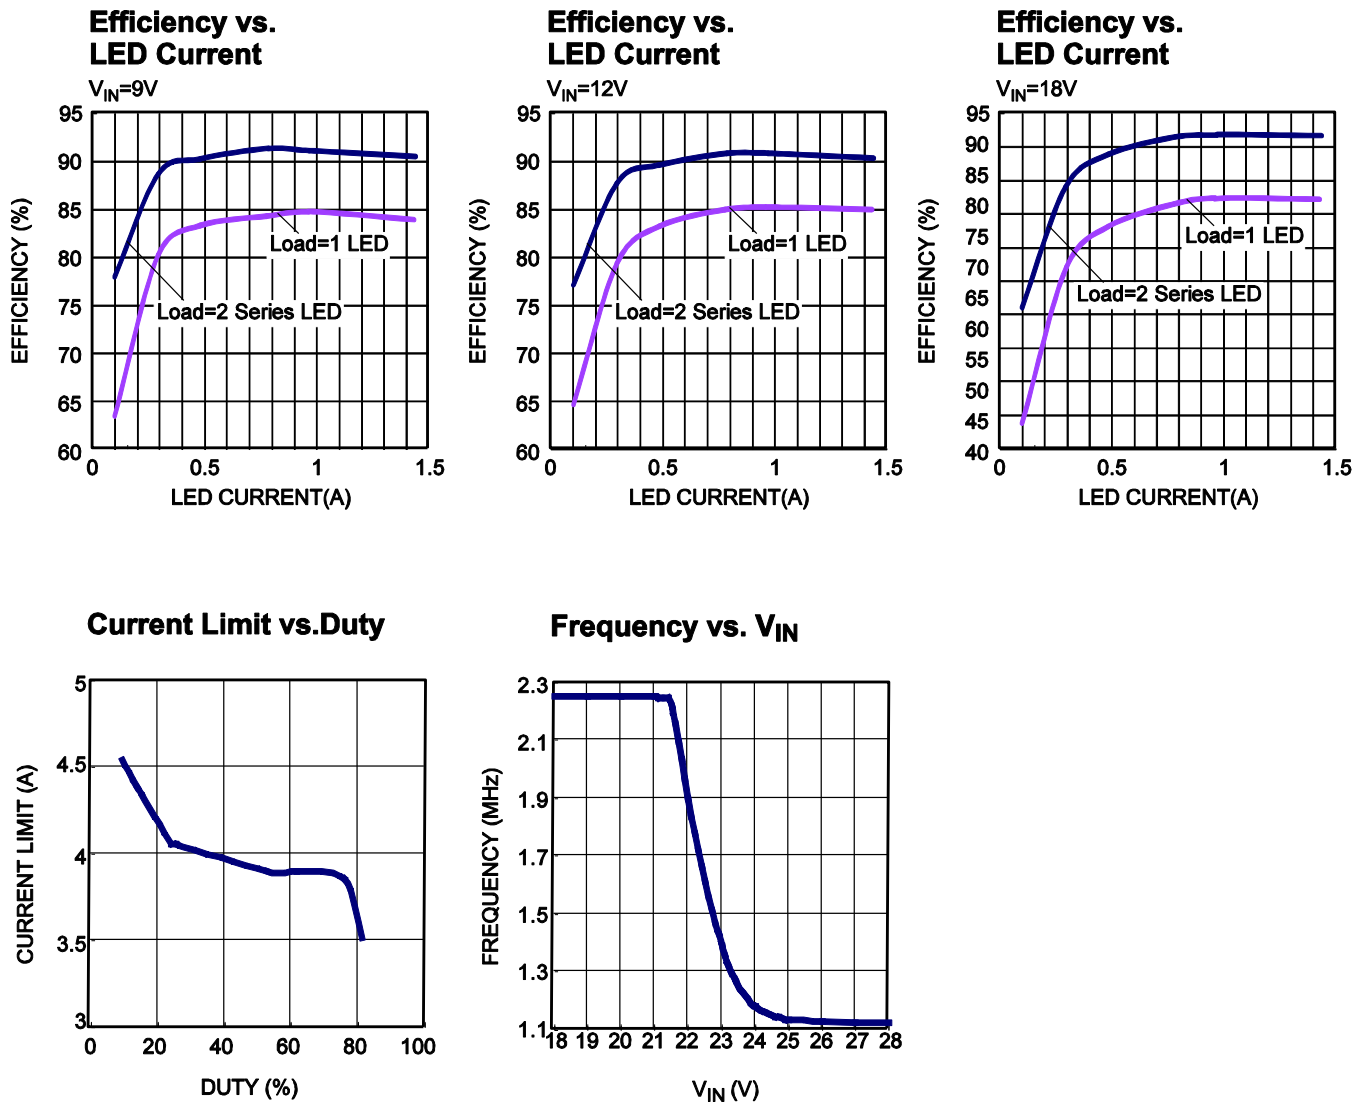 Efficiency vs.
LED Current
V_IN=9V
95
90
85
80
75
70
65
60
0
0.5
1
1.5
EFFICIENCY (%)
LED CURRENT(A)
Load=1 LED
Load=2 Series LED
Efficiency vs.
LED Current
V_IN=12V
95
90
85
80
75
70
65
60
0
0.5
1
1.5
EFFICIENCY (%)
LED CURRENT(A)
Load=1 LED
Load=2 Series LED
Efficiency vs.
LED Current
V_IN=18V
95
90
85
80
75
70
65
60
55
50
45
40
0
0.5
1
1.5
EFFICIENCY (%)
LED CURRENT(A)
Load=1 LED
Load=2 Series LED
Current Limit vs.Duty
5
4.5
4
3.5
3
0
20
40
60
80
100
CURRENT LIMIT (A)
DUTY (%)
Frequency vs. V_IN
2.3
2.1
1.9
1.7
1.5
1.3
1.1
18
19
20
21
22
23
24
25
26
27
28
FREQUENCY (MHz)
V_IN (V)